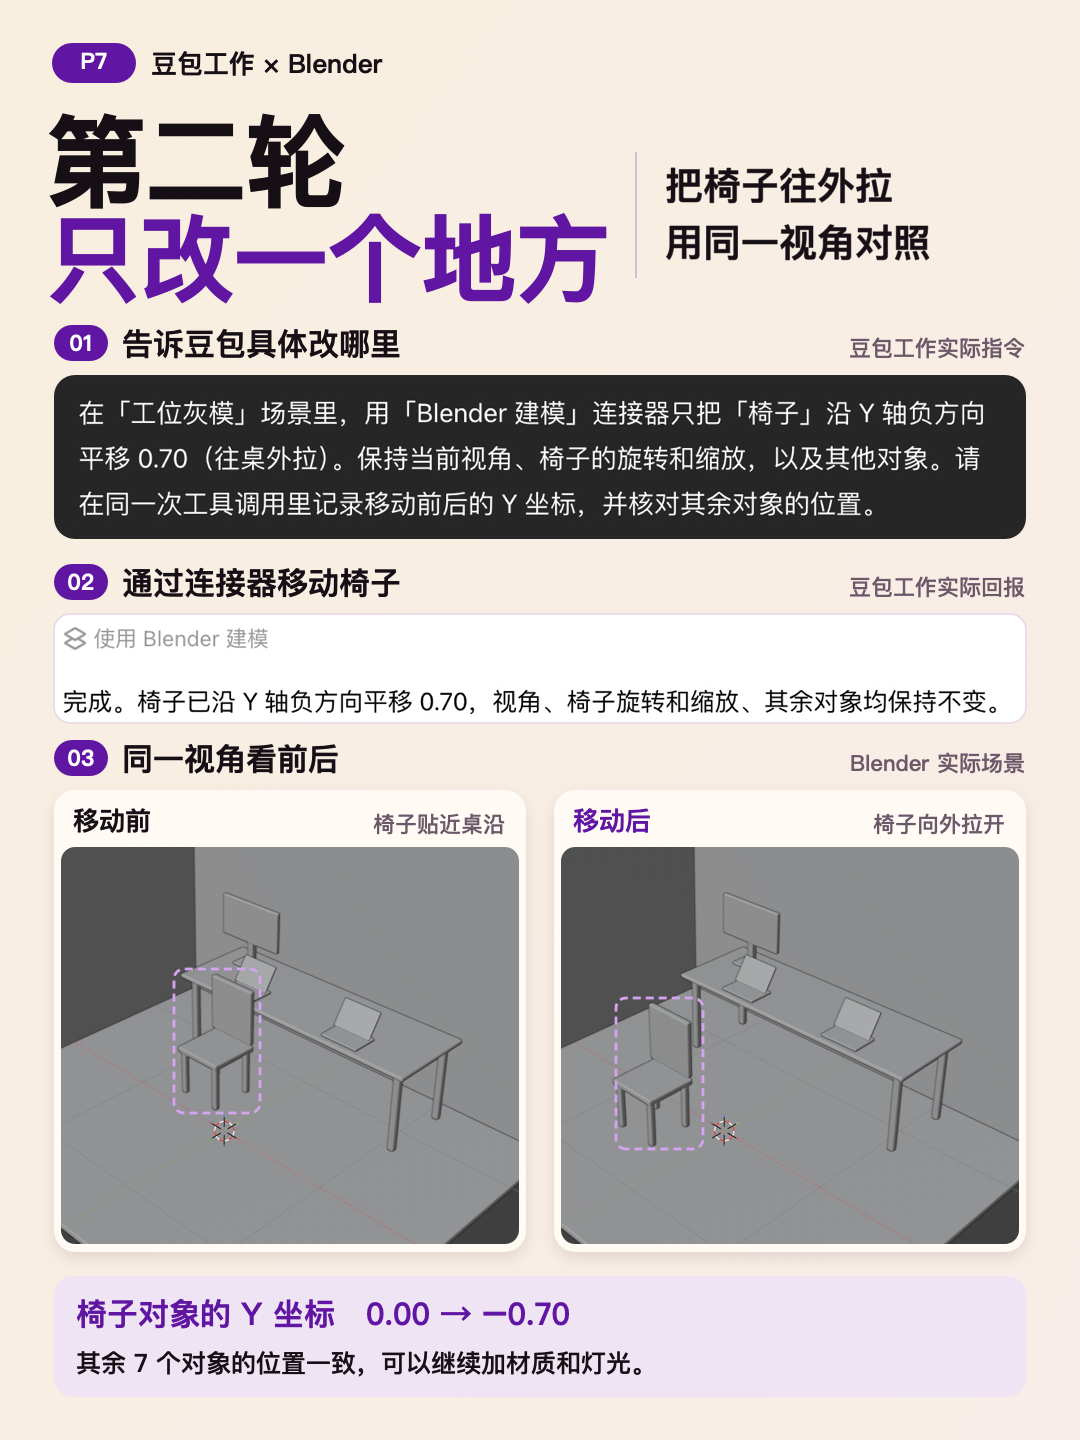 P7 豆包工作 × Blender
第二轮
只改一个地方
把椅子往外拉
用同一视角对照
01 告诉豆包具体改哪里
豆包工作实际指令
在「工位灰模」场景里，用「Blender 建模」连接器只把「椅子」沿 Y 轴负方向
平移 0.70（往桌外拉）。保持当前视角、椅子的旋转和缩放，以及其他对象。请
在同一次工具调用里记录移动前后的 Y 坐标，并核对其余对象的位置。
02 通过连接器移动椅子
豆包工作实际回报
使用 Blender 建模
完成。椅子已沿 Y 轴负方向平移 0.70，视角、椅子旋转和缩放、其余对象均保持不变。
03 同一视角看前后
Blender 实际场景
移动前 椅子贴近桌沿
移动后 椅子向外拉开
椅子对象的 Y 坐标 0.00 → −0.70
其余 7 个对象的位置一致，可以继续加材质和灯光。